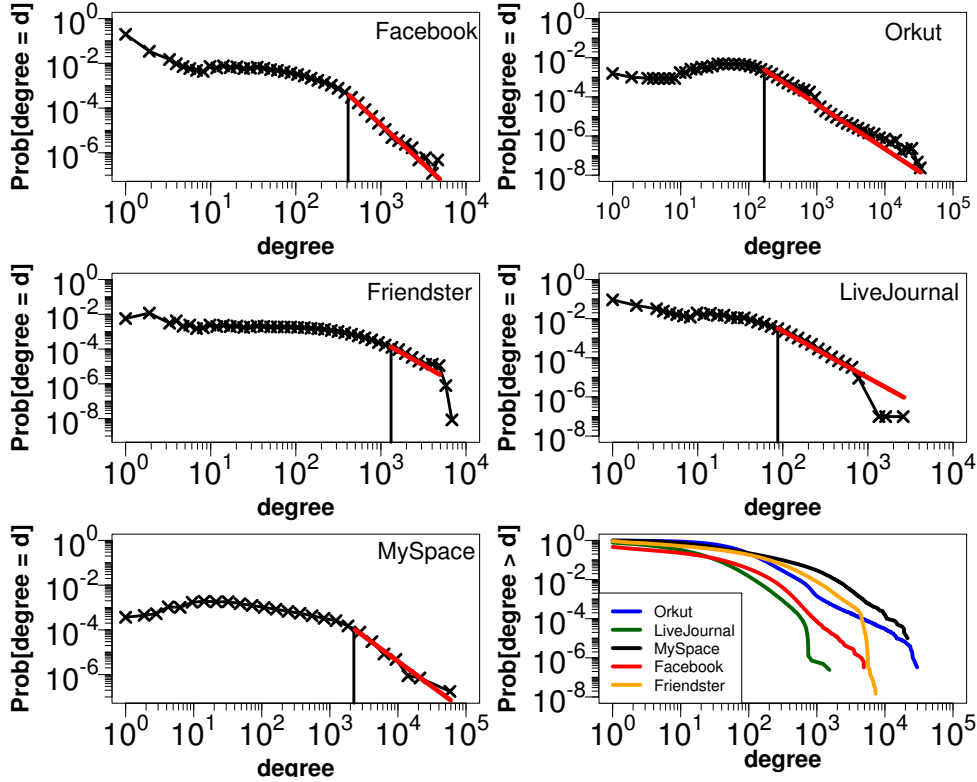 Facebook
Prob[degree = d]
10^0
10^-2
10^-4
10^-6
10^0 10^1 10^2 10^3 10^4
degree
Orkut
Prob[degree = d]
10^0
10^-2
10^-4
10^-6
10^-8
10^0 10^1 10^2 10^3 10^4 10^5
degree
Friendster
Prob[degree = d]
10^0
10^-2
10^-4
10^-6
10^-8
10^0 10^1 10^2 10^3 10^4
degree
LiveJournal
Prob[degree = d]
10^0
10^-2
10^-4
10^-6
10^-8
10^0 10^1 10^2 10^3 10^4
degree
MySpace
Prob[degree = d]
10^0
10^-2
10^-4
10^-6
10^0 10^1 10^2 10^3 10^4 10^5
degree
Prob[degree > d]
10^0
10^-2
10^-4
10^-6
10^-8
Orkut
LiveJournal
MySpace
Facebook
Friendster
10^0 10^1 10^2 10^3 10^4 10^5
degree